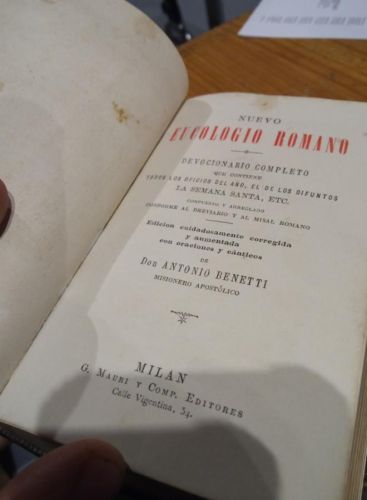 NUEVO
EUCOLOGIO ROMANO
DEVOCIONARIO COMPLETO
QUE CONTIENE
TODOS LOS OFICIOS DEL AÑO, EL DE LOS DIFUNTOS
LA SEMANA SANTA, ETC.
COMPUESTO Y ARREGLADO
CONFORME AL BREVIARIO Y AL MISAL ROMANO
Edicion cuidadosamente corregida
y aumentada
con oraciones y cánticos
DE
Don ANTONIO BENETTI
MISIONERO APOSTÓLICO
MILAN
G. MAURI Y COMP. EDITORES
Calle Vigentina, 34.